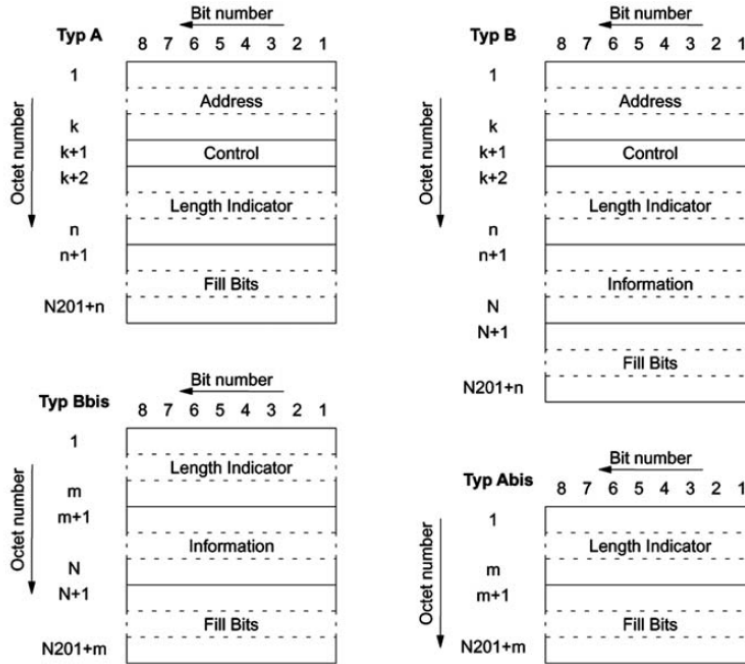 Bit number
Typ A
8 7 6 5 4 3 2 1
Octet number
1
Address
k
k+1
Control
k+2
Length Indicator
n
n+1
Fill Bits
N201+n
Bit number
Typ B
8 7 6 5 4 3 2 1
Octet number
1
Address
k
k+1
Control
k+2
Length Indicator
n
n+1
Information
N
N+1
Fill Bits
N201+n
Bit number
Typ Bbis
8 7 6 5 4 3 2 1
Octet number
1
Length Indicator
m
m+1
Information
N
N+1
Fill Bits
N201+m
Bit number
Typ Abis
8 7 6 5 4 3 2 1
Octet number
1
Length Indicator
m
m+1
Fill Bits
N201+m